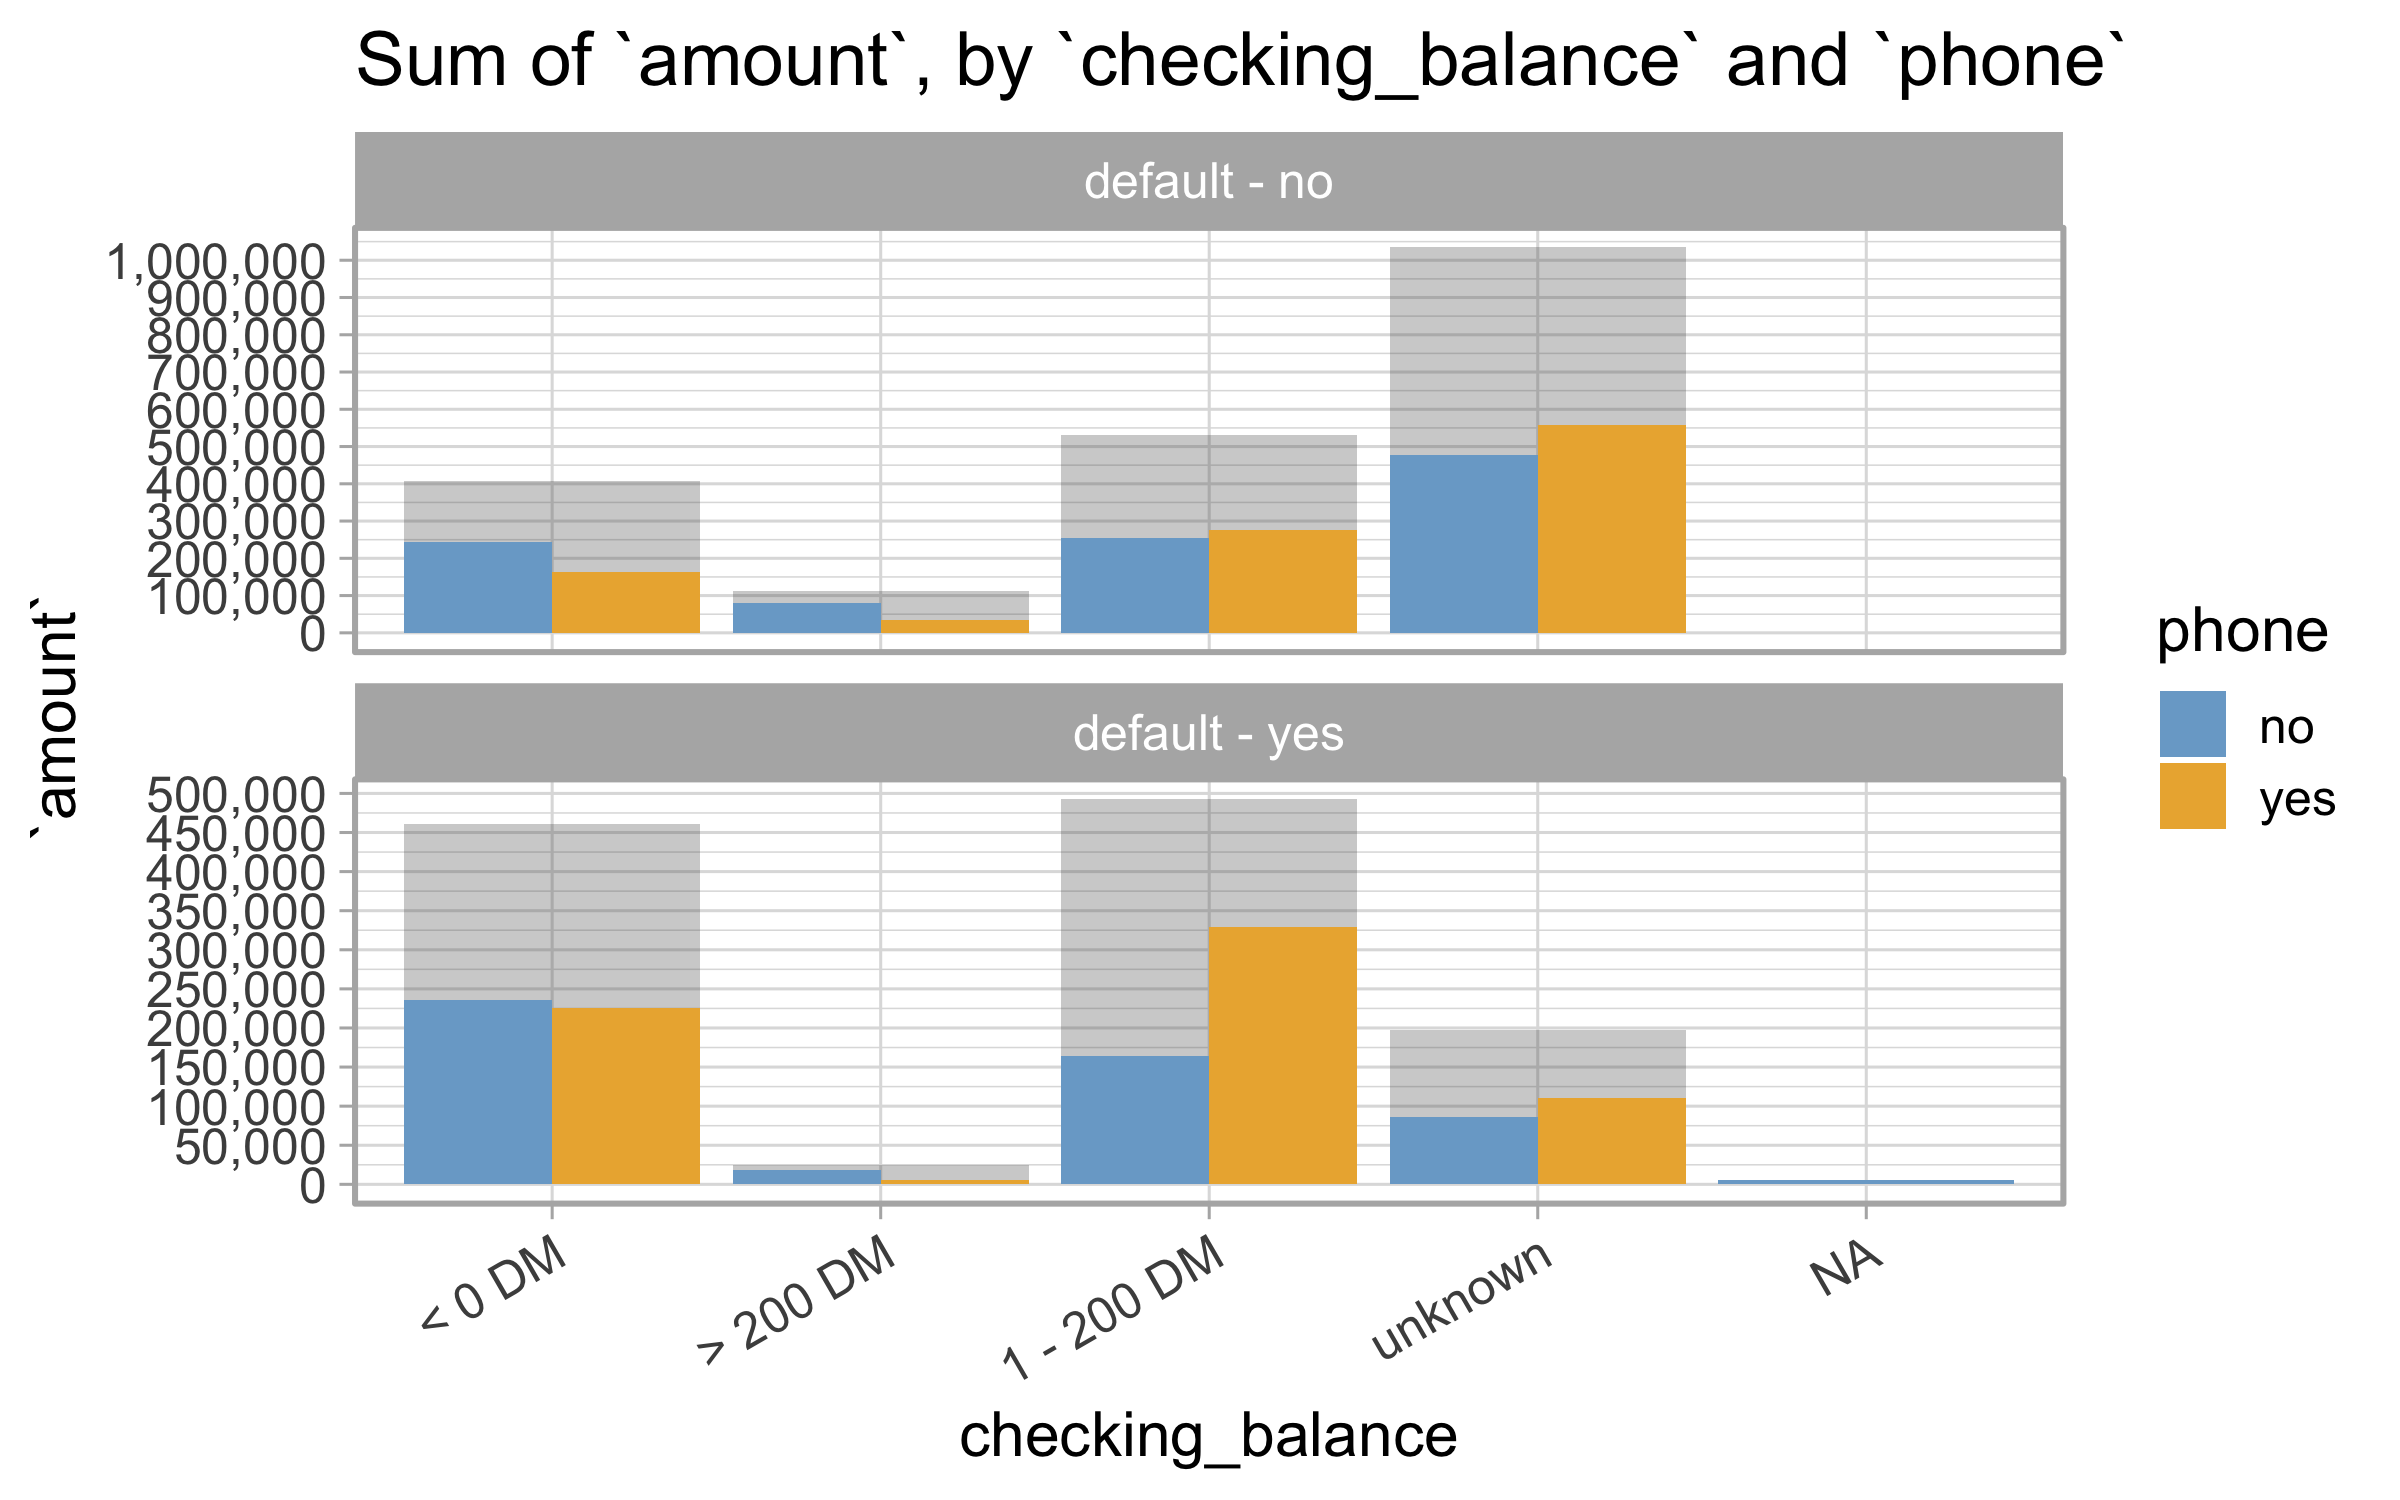 Sum of `amount`, by `checking_balance` and `phone`
default - no
1,000,000
900,000
800,000
700,000
600,000
500,000
400,000
300,000
200,000
100,000
0
default - yes
500,000
450,000
400,000
350,000
300,000
250,000
200,000
150,000
100,000
50,000
0
`amount`
< 0 DM
> 200 DM
1 - 200 DM
unknown
NA
checking_balance
phone
no
yes